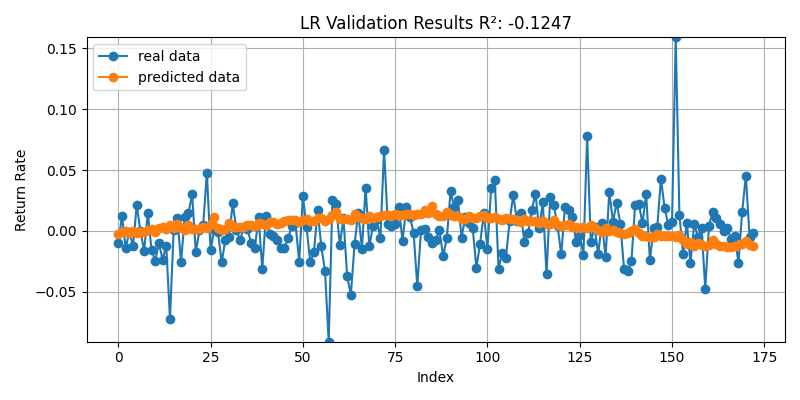 LR Validation Results R²: -0.1247
real data
predicted data
0.15
0.10
0.05
0.00
−0.05
Return Rate
0 25 50 75 100 125 150 175
Index